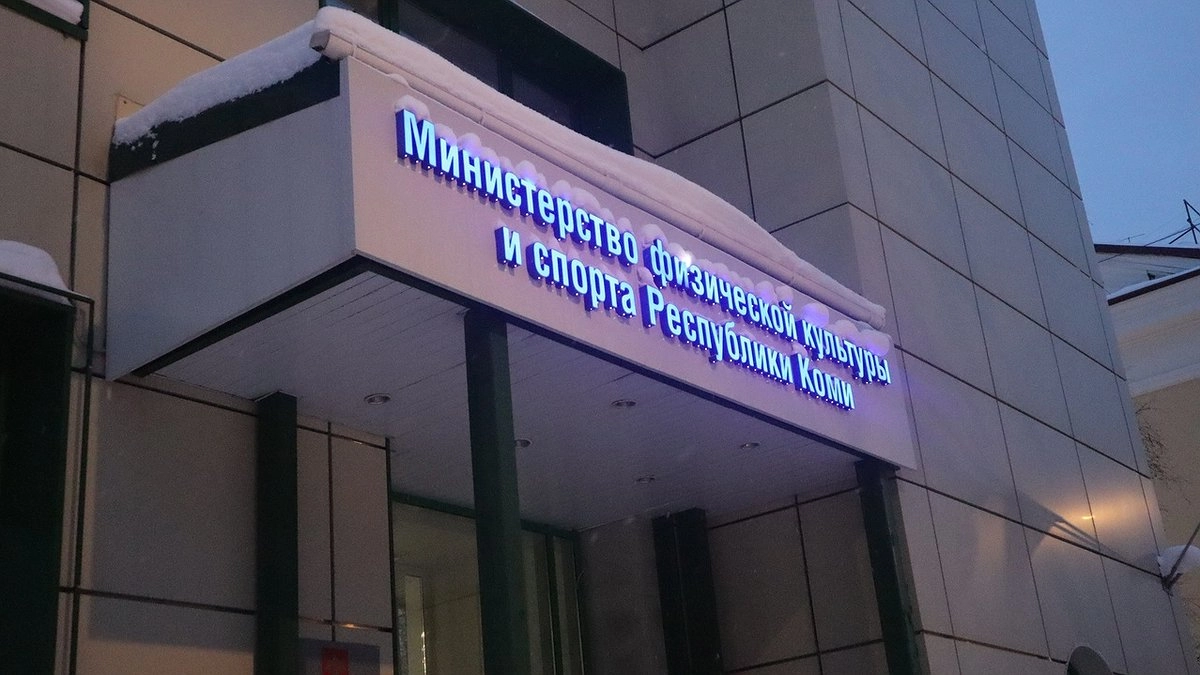 Министерство физической культуры
и спорта Республики Коми